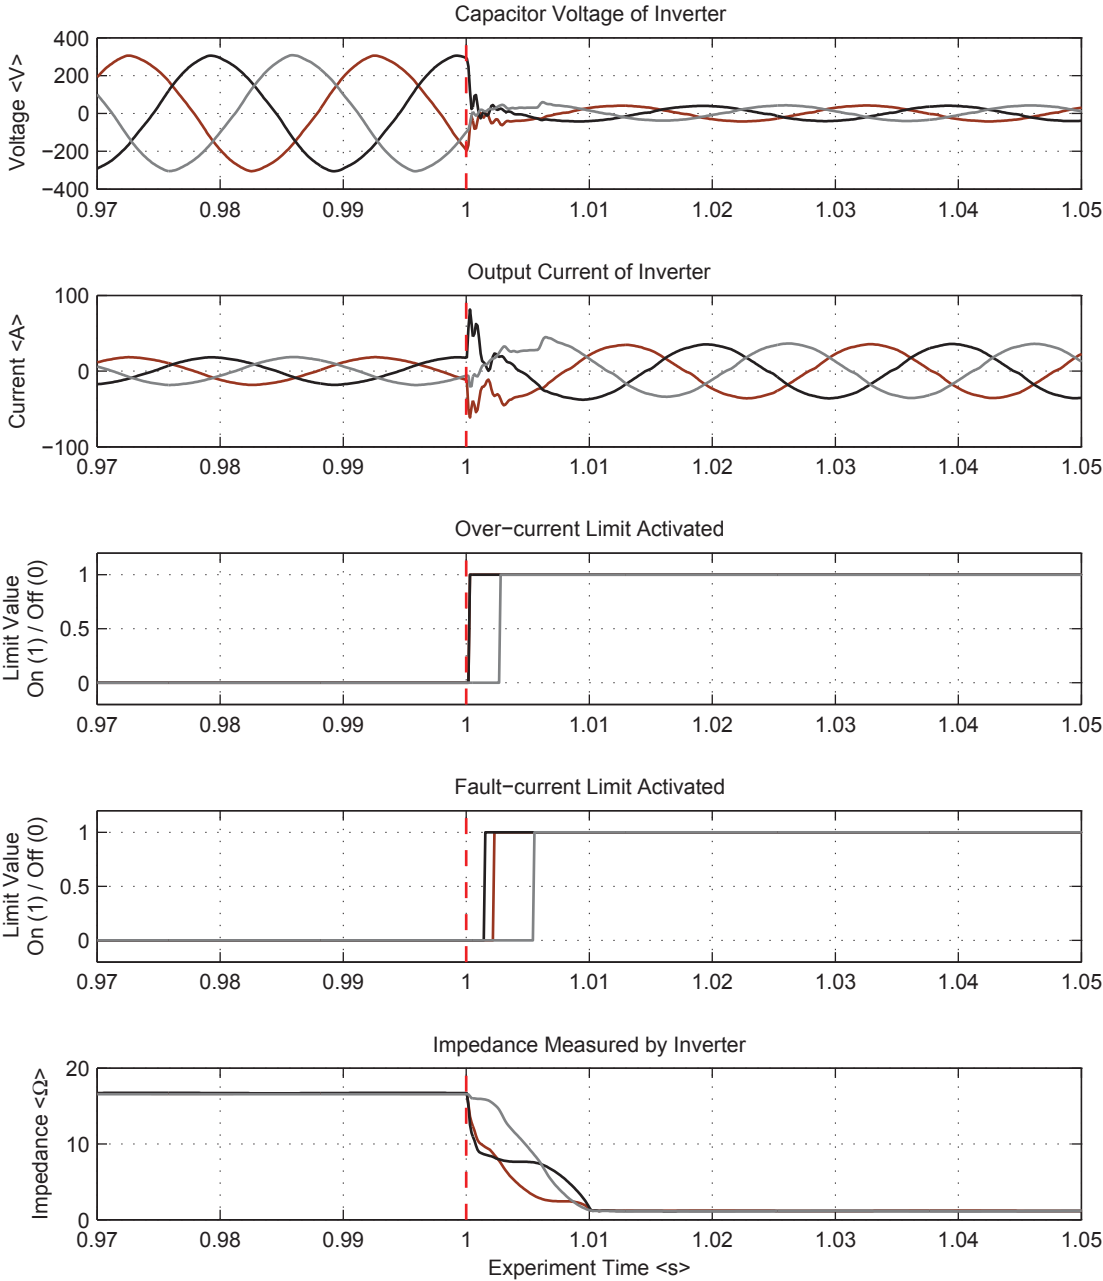 Capacitor Voltage of Inverter
Voltage <V>
400
200
0
−200
−400
0.97 0.98 0.99 1 1.01 1.02 1.03 1.04 1.05
Output Current of Inverter
Current <A>
100
0
−100
0.97 0.98 0.99 1 1.01 1.02 1.03 1.04 1.05
Over−current Limit Activated
Limit Value
On (1) / Off (0)
1
0.5
0
0.97 0.98 0.99 1 1.01 1.02 1.03 1.04 1.05
Fault−current Limit Activated
Limit Value
On (1) / Off (0)
1
0.5
0
0.97 0.98 0.99 1 1.01 1.02 1.03 1.04 1.05
Impedance Measured by Inverter
Impedance <Ω>
20
10
0
0.97 0.98 0.99 1 1.01 1.02 1.03 1.04 1.05
Experiment Time <s>